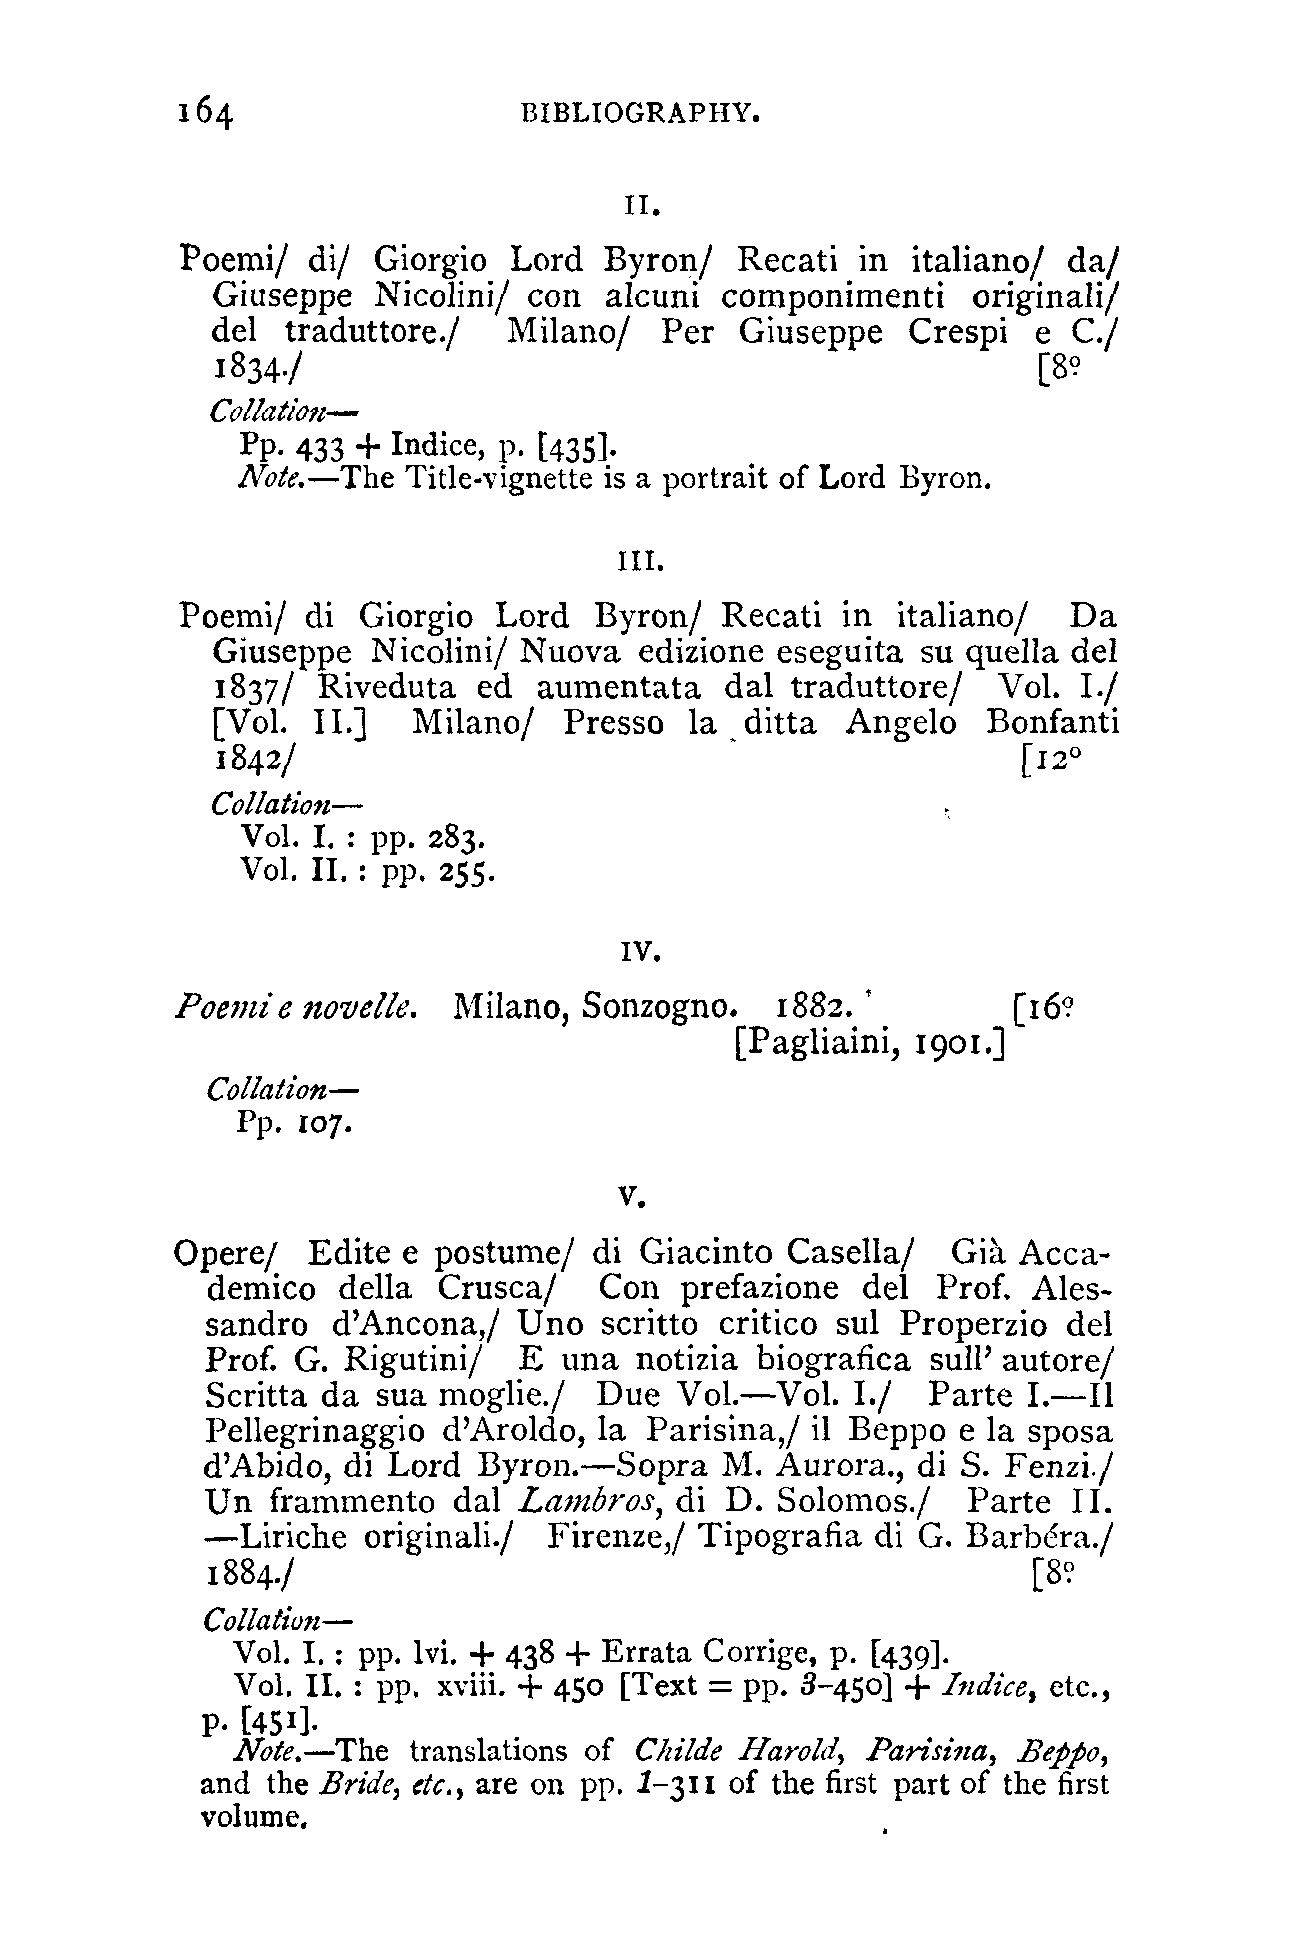 164 BIBLIOGRAPHY.
II.
Poemi/ di/ Giorgio Lord Byron/ Recati in italiano/ da/
Giuseppe Nicolini/ con alcuni componimenti originali/
del traduttore./ Milano/ Per Giuseppe Crespi e C./
1834./ [8º
Collation—
Pp. 433 + Indice, p. [435].
Note.—The Title-vignette is a portrait of Lord Byron.
III.
Poemi/ di Giorgio Lord Byron/ Recati in italiano/ Da
Giuseppe Nicolini/ Nuova edizione eseguita su quella del
1837/ Riveduta ed aumentata dal traduttore/ Vol. I./
[Vol. II.] Milano/ Presso la ditta Angelo Bonfanti
1842/ [12º
Collation—
Vol. I. : pp. 283.
Vol. II. : pp. 255.
IV.
Poemi e novelle. Milano, Sonzogno. 1882. [16º
[Pagliaini, 1901.]
Collation—
Pp. 107.
V.
Opere/ Edite e postume/ di Giacinto Casella/ Già Acca-
demico della Crusca/ Con prefazione del Prof. Ales-
sandro d'Ancona,/ Uno scritto critico sul Properzio del
Prof. G. Rigutini/ E una notizia biografica sull' autore/
Scritta da sua moglie./ Due Vol.—Vol. I./ Parte I.—Il
Pellegrinaggio d'Aroldo, la Parisina,/ il Beppo e la sposa
d'Abido, di Lord Byron.—Sopra M. Aurora., di S. Fenzi./
Un frammento dal Lambros, di D. Solomos./ Parte II.
—Liriche originali./ Firenze,/ Tipografia di G. Barbéra./
1884./ [8º
Collation—
Vol. I. : pp. lvi. + 438 + Errata Corrige, p. [439].
Vol. II. : pp. xviii. + 450 [Text = pp. 3-450] + Indice, etc.,
p. [451].
Note.—The translations of Childe Harold, Parisina, Beppo,
and the Bride, etc., are on pp. 1-311 of the first part of the first
volume.